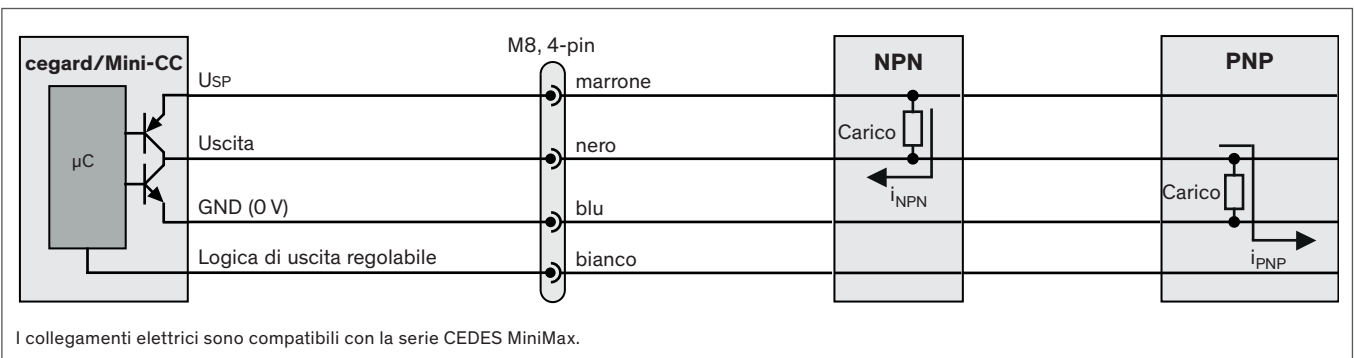 cegard/Mini-CC
M8, 4-pin
NPN
PNP
USP
marrone
Carico
Uscita
nero
µC
iNPN
Carico
GND (0 V)
blu
iPNP
Logica di uscita regolabile
bianco
I collegamenti elettrici sono compatibili con la serie CEDES MiniMax.